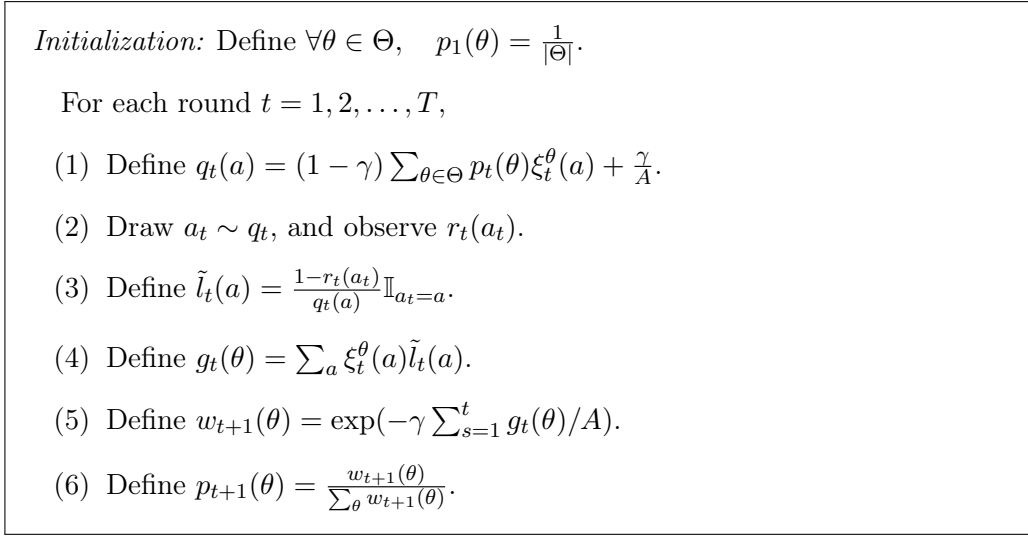 Initialization: Define ∀θ ∈ Θ, p₁(θ) = 1/|Θ|.
For each round t = 1, 2, . . . , T,
(1) Define q_t(a) = (1 − γ) ∑_{θ∈Θ} p_t(θ)ξ_t^θ(a) + γ/A.
(2) Draw a_t ∼ q_t, and observe r_t(a_t).
(3) Define l̃_t(a) = (1−r_t(a_t))/q_t(a) 𝕀_{a_t=a}.
(4) Define g_t(θ) = ∑_a ξ_t^θ(a)l̃_t(a).
(5) Define w_{t+1}(θ) = exp(−γ ∑_{s=1}^t g_t(θ)/A).
(6) Define p_{t+1}(θ) = w_{t+1}(θ)/∑_θ w_{t+1}(θ).